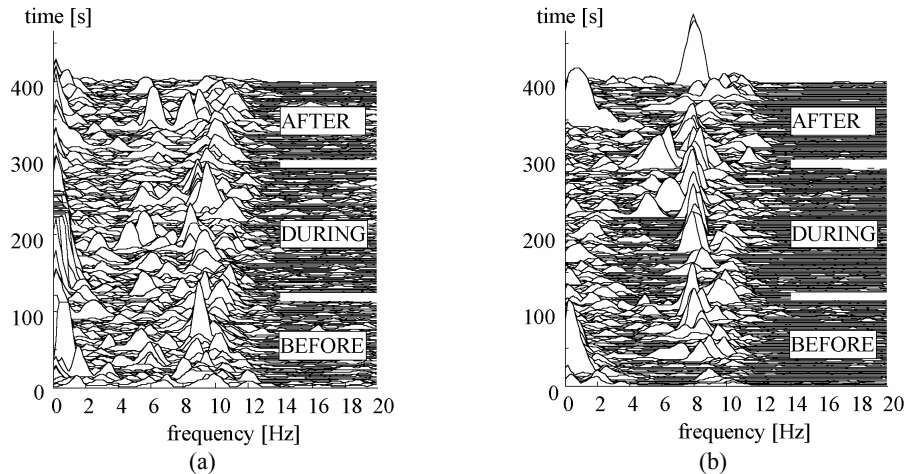 time [s]
400
300
200
100
0
AFTER
DURING
BEFORE
0 2 4 6 8 10 12 14 16 18 20
frequency [Hz]
(a)
time [s]
400
300
200
100
0
AFTER
DURING
BEFORE
0 2 4 6 8 10 12 14 16 18 20
frequency [Hz]
(b)